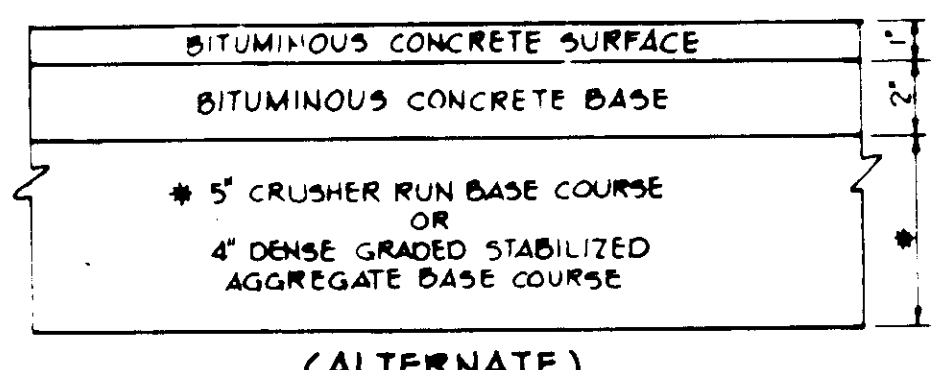 BITUMINOUS CONCRETE SURFACE
1"
BITUMINOUS CONCRETE BASE
2"
* 5" CRUSHER RUN BASE COURSE
OR
4" DENSE GRADED STABILIZED
AGGREGATE BASE COURSE
*
(ALTERNATE)